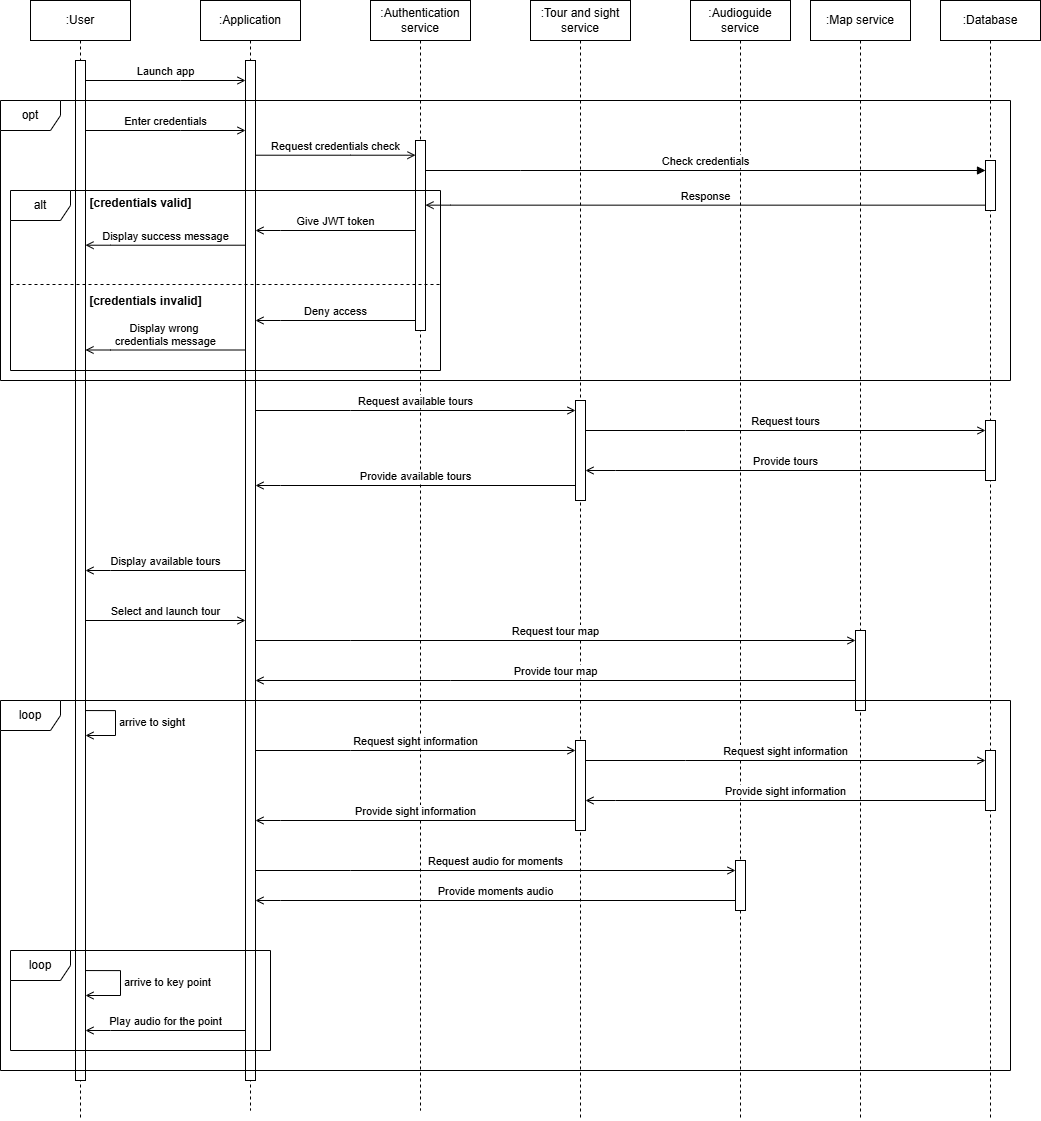 :User
:Application
:Authentication
service
:Tour and sight
service
:Audioguide
service
:Map service
:Database
Launch app
opt
Enter credentials
Request credentials check
Check credentials
alt
[credentials valid]
Response
Give JWT token
Display success message
[credentials invalid]
Deny access
Display wrong
credentials message
Request available tours
Request tours
Provide tours
Provide available tours
Display available tours
Select and launch tour
Request tour map
Provide tour map
loop
arrive to sight
Request sight information
Request sight information
Provide sight information
Provide sight information
Request audio for moments
Provide moments audio
loop
arrive to key point
Play audio for the point